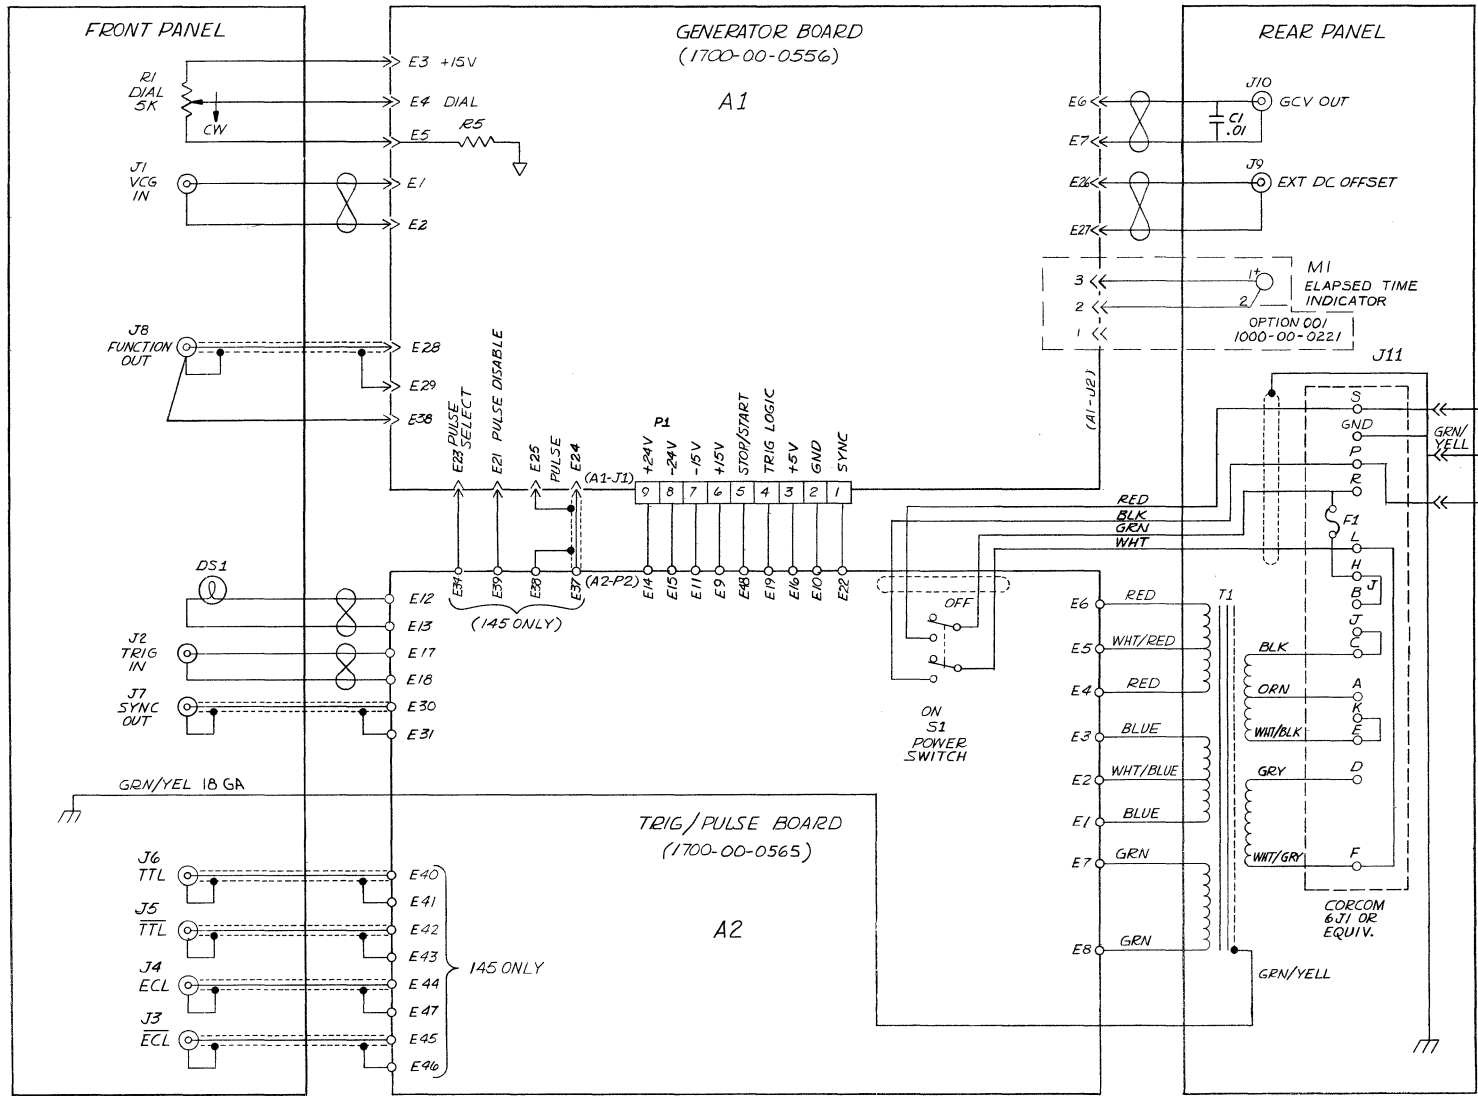 FRONT PANEL
R1
DIAL
5K
CW
J1
VCG
IN
J8
FUNCTION
OUT
DS1
J2
TRIG
IN
J7
SYNC
OUT
GRN/YEL 18 GA
J6
TTL
J5
TTL
J4
ECL
J3
ECL
GENERATOR BOARD
(1700-00-0556)
A1
E3 +15V
E4 DIAL
E5
R5
E1
E2
E28
E29
E38
E23 PULSE
SELECT
E21 PULSE DISABLE
E25
PULSE
E24
(A1-J1)
P1
+24V
-24V
-15V
+15V
STOP/START
TRIG LOGIC
+5V
GND
SYNC
9 8 7 6 5 4 3 2 1
E34
E39
E38
E37
(A2-P2)
E14
E15
E11
E9
E48
E19
E16
E10
E22
(145 ONLY)
E12
E13
E17
E18
E30
E31
TRIG/PULSE BOARD
(1700-00-0565)
A2
E40
E41
E42
E43
E44
E47
E45
E46
145 ONLY
E6
E7
E26
E27
3
2
1
(A1-J2)
RED
BLK
GRN
WHT
OFF
ON
S1
POWER
SWITCH
E6 RED
E5 WHT/RED
E4 RED
E3 BLUE
E2 WHT/BLUE
E1 BLUE
E7 GRN
E8 GRN
T1
GRN/YELL
REAR PANEL
J10
GCV OUT
C1
.01
J9
EXT DC OFFSET
1+
2
M1
ELAPSED TIME
INDICATOR
OPTION 001
1000-00-0221
J11
S
GND
P
R
F1
L
H
J
B
J
C
A
K
E
D
F
GRN/
YELL
BLK
ORN
WHT/BLK
GRY
WHT/GRY
CORCOM
6J1 OR
EQUIV.